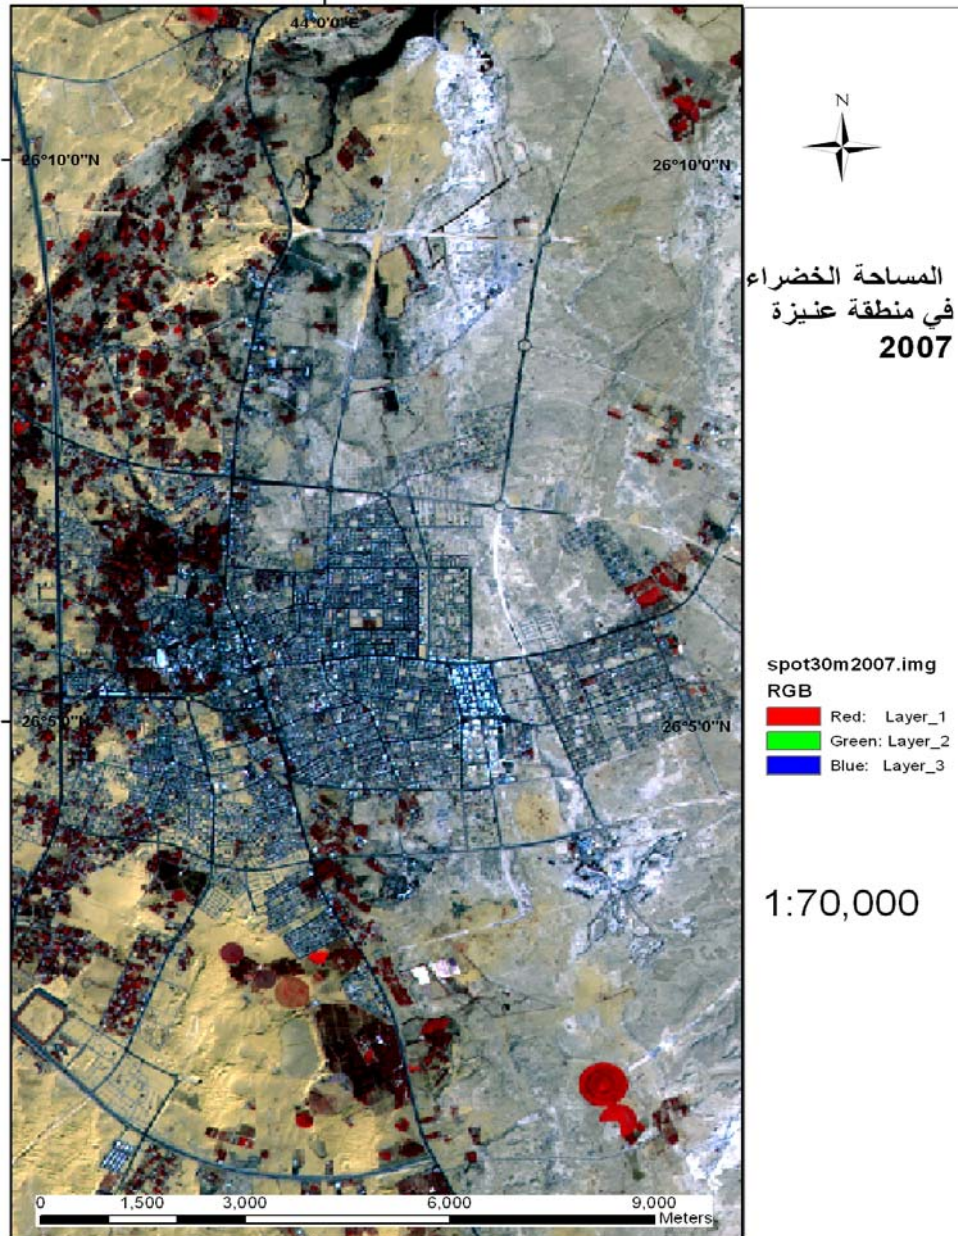 44°0'0"E
26°10'0"N
26°10'0"N
N
المساحة الخضراء
في منطقة عنيزة
2007
spot30m2007.img
RGB
Red: Layer_1
Green: Layer_2
Blue: Layer_3
26°5'0"N
26°5'0"N
1:70,000
0 1,500 3,000 6,000 9,000
Meters